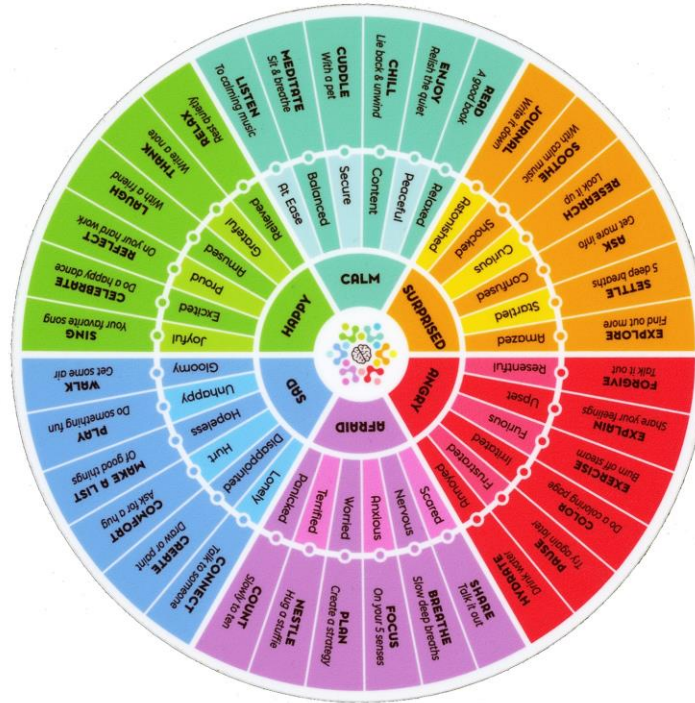 CALM
At Ease
LISTEN
To calming music
Balanced
MEDITATE
Sit & breathe
Secure
CUDDLE
With a pet
Content
CHILL
Lie back & unwind
Peaceful
ENJOY
Relish the quiet
Relaxed
READ
A good book
SURPRISED
Astonished
JOURNAL
Write it down
Shocked
SOOTHE
With calm music
Curious
RESEARCH
Look it up
Confused
ASK
Get more info
Startled
SETTLE
5 deep breaths
Amazed
EXPLORE
Find out more
ANGRY
Resentful
FORGIVE
Talk it out
Upset
EXPLAIN
Share your feelings
Furious
EXERCISE
Burn off steam
Irritated
COLOR
Do a coloring page
Frustrated
PAUSE
Try again later
Annoyed
HYDRATE
Drink water
AFRAID
Scared
SHARE
Talk it out
Nervous
BREATHE
Slow deep breaths
Anxious
FOCUS
On your 5 senses
Worried
PLAN
Create a strategy
Terrified
NESTLE
Hug a stuffie
Panicked
COUNT
Slowly to ten
SAD
Lonely
CONNECT
Talk to someone
Disappointed
CREATE
Draw or paint
Hurt
COMFORT
Ask for a hug
Hopeless
MAKE A LIST
Of good things
Unhappy
PLAY
Do something fun
Gloomy
WALK
Get some air
HAPPY
Joyful
SING
Your favorite song
Excited
CELEBRATE
Do a happy dance
Proud
REFLECT
On your hard work
Amused
LAUGH
With a friend
Grateful
THANK
Write a note
Relieved
RELAX
Rest quietly